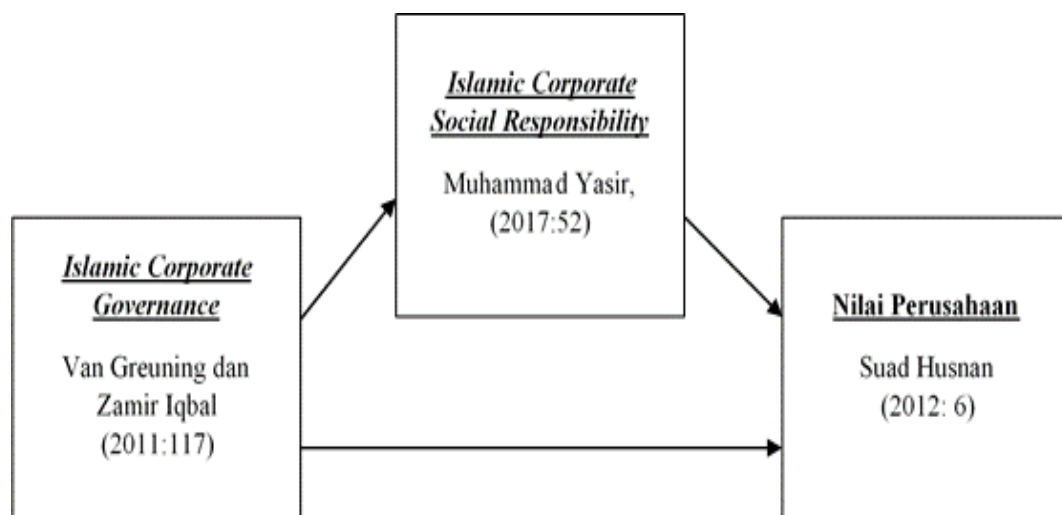 Islamic Corporate
Social Responsibility
Muhammad Yasir,
(2017:52)
Islamic Corporate
Governance
Van Greuning dan
Zamir Iqbal
(2011:117)
Nilai Perusahaan
Suad Husnan
(2012: 6)